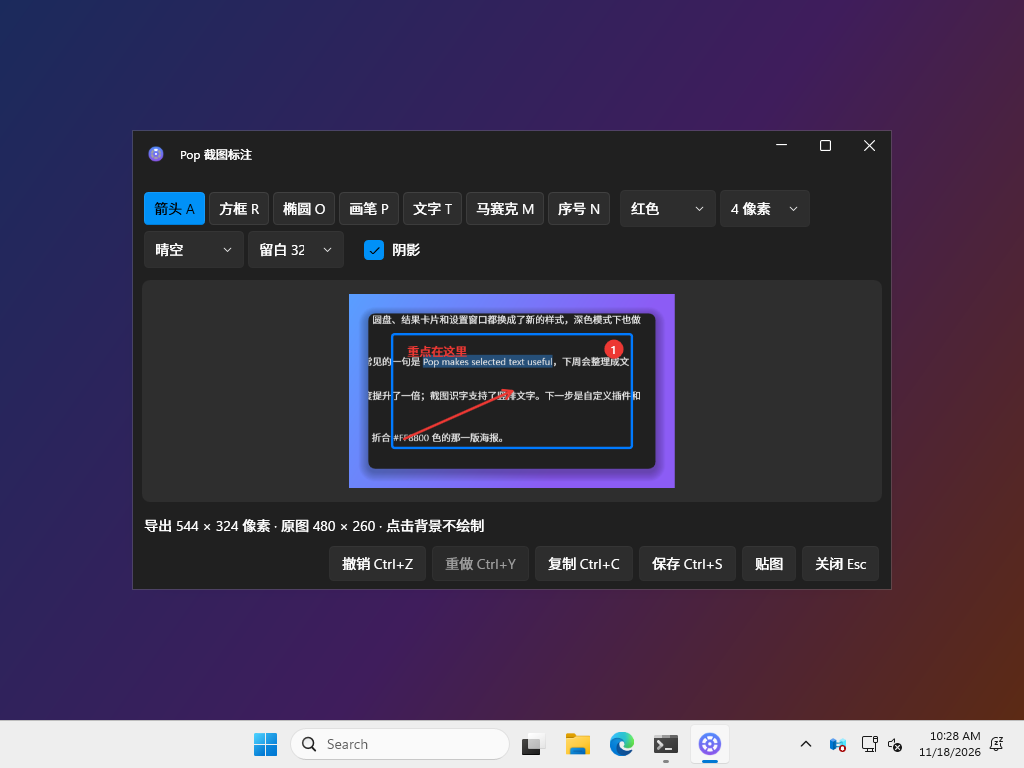 Pop 截图标注
箭头 A 方框 R 椭圆 O 画笔 P 文字 T 马赛克 M 序号 N 红色 4 像素
晴空 留白 32 阴影
圆盘、结果卡片和设置窗口都换成了新的样式，深色模式下也做
重点在这里 1
见的一句是 Pop makes selected text useful，下周会整理成文
提升了一倍；截图识字支持了竖排文字。下一步是自定义插件和
折合 #FF8800 色的那一版海报。
导出 544 × 324 像素 · 原图 480 × 260 · 点击背景不绘制
撤销 Ctrl+Z 重做 Ctrl+Y 复制 Ctrl+C 保存 Ctrl+S 贴图 关闭 Esc
Search
10:28 AM
11/18/2026